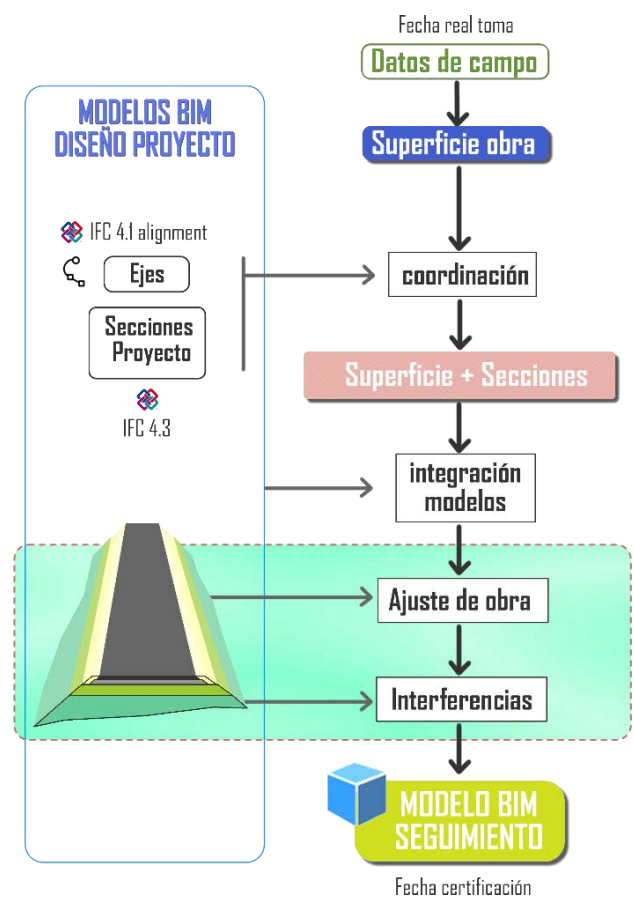 Fecha real toma
Datos de campo
MODELOS BIM
DISEÑO PROYECTO
Superficie obra
IFC 4.1 alignment
Ejes
coordinación
Secciones
Proyecto
Superficie + Secciones
IFC 4.3
integración
modelos
Ajuste de obra
Interferencias
MODELO BIM
SEGUIMIENTO
Fecha certificación